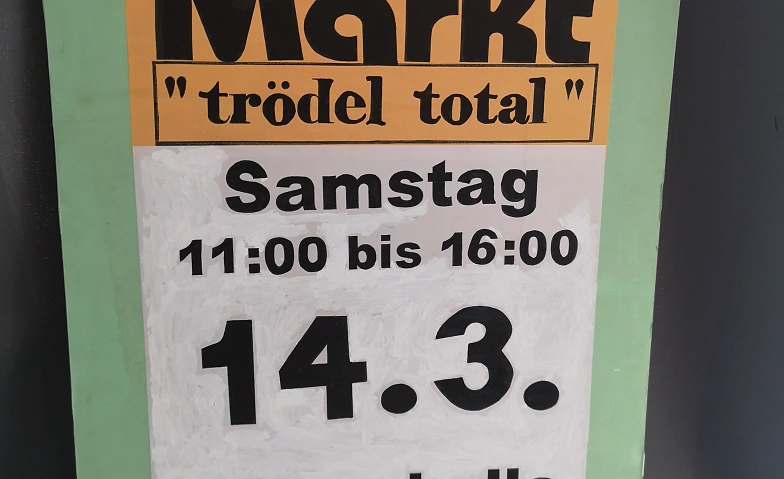 Markt
" trödel total "
Samstag
11:00 bis 16:00
14.3.